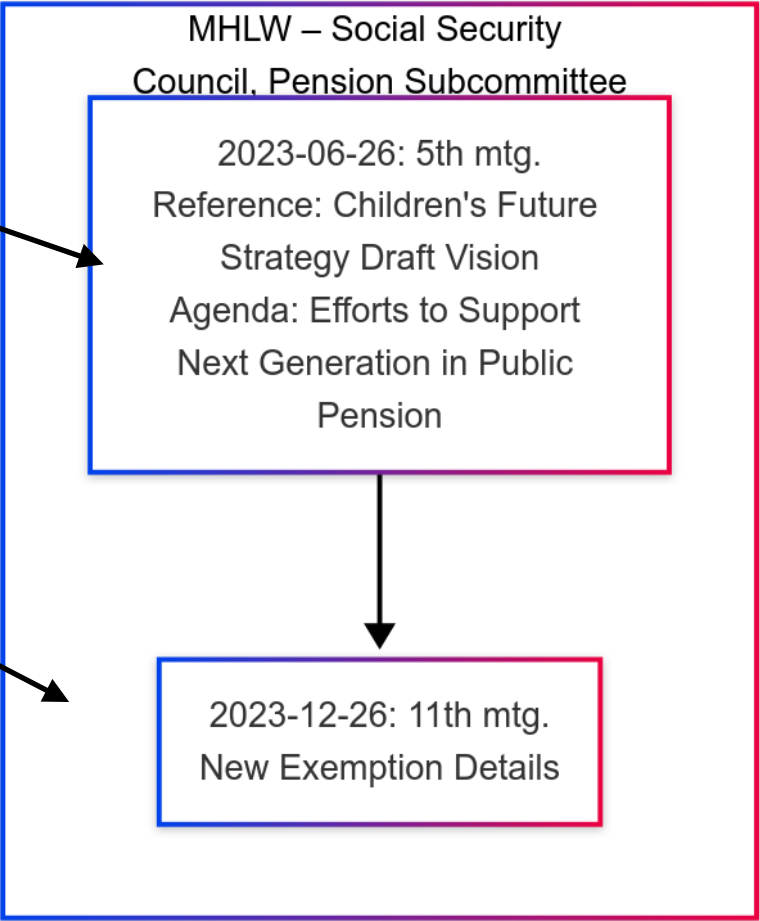 MHLW – Social Security
Council, Pension Subcommittee
2023-06-26: 5th mtg.
Reference: Children's Future
Strategy Draft Vision
Agenda: Efforts to Support
Next Generation in Public
Pension
2023-12-26: 11th mtg.
New Exemption Details